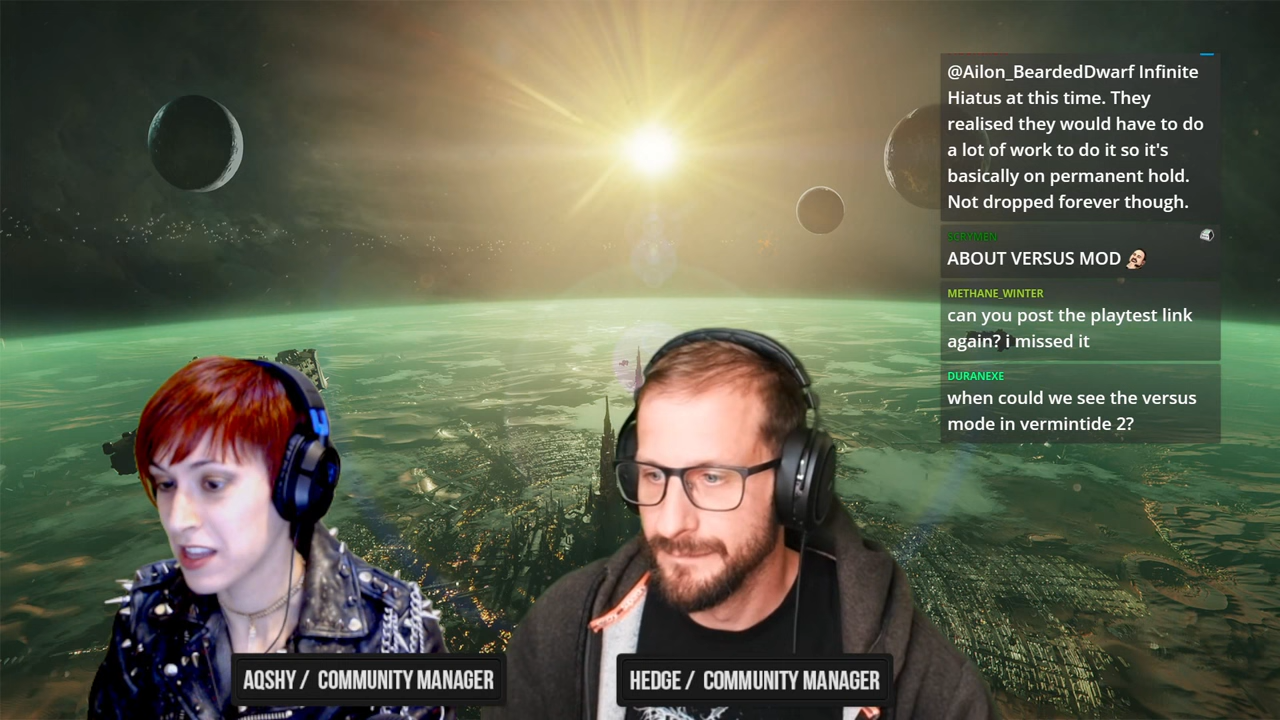 @Ailon_BeardedDwarf Infinite
Hiatus at this time. They
realised they would have to do
a lot of work to do it so it's
basically on permanent hold.
Not dropped forever though.
ABOUT VERSUS MOD
METHANE_WINTER
can you post the playtest link
again? i missed it
DURANEXE
when could we see the versus
mode in vermintide 2?
AQSHY / COMMUNITY MANAGER
HEDGE / COMMUNITY MANAGER